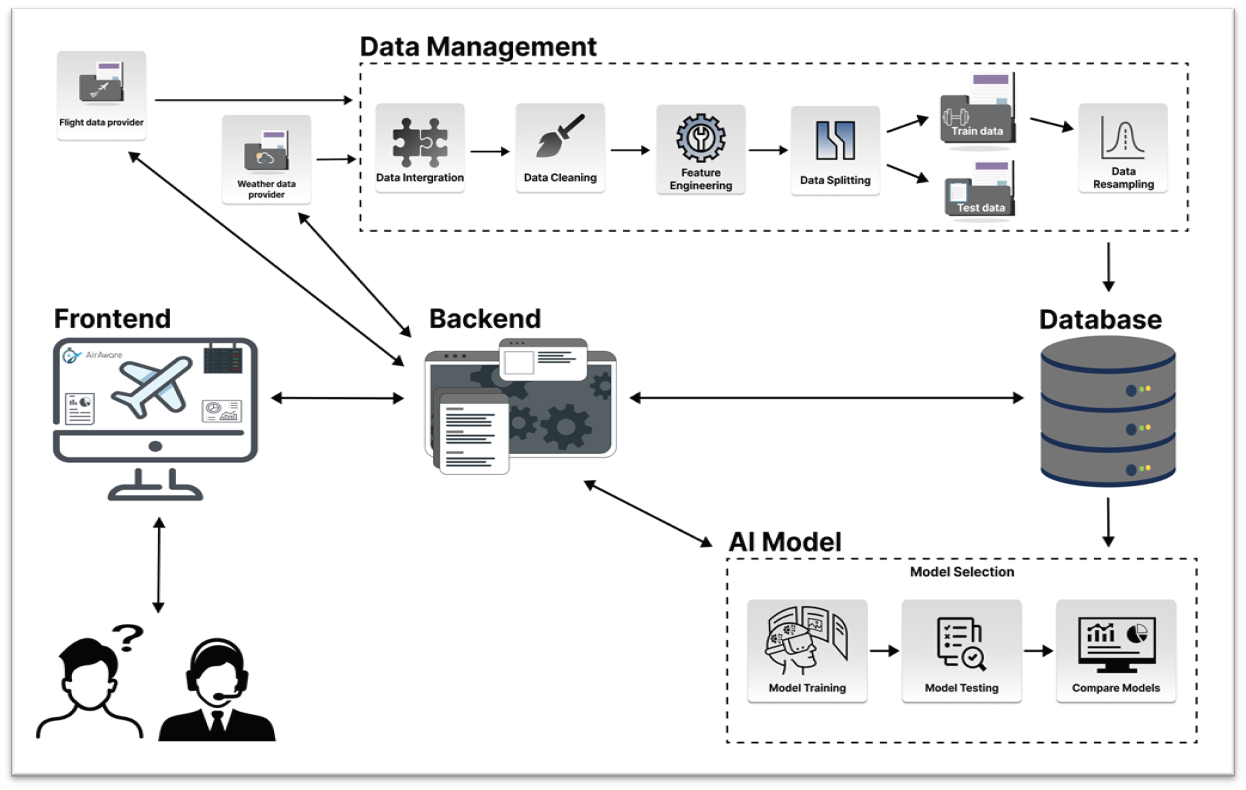 Data Management
Flight data provider
Weather data
provider
Data Intergration
Data Cleaning
Feature
Engineering
Data Splitting
Train data
Test data
Data
Resampling
Frontend
AirAware
Backend
Database
?
AI Model
Model Selection
Model Training
Model Testing
Compare Models